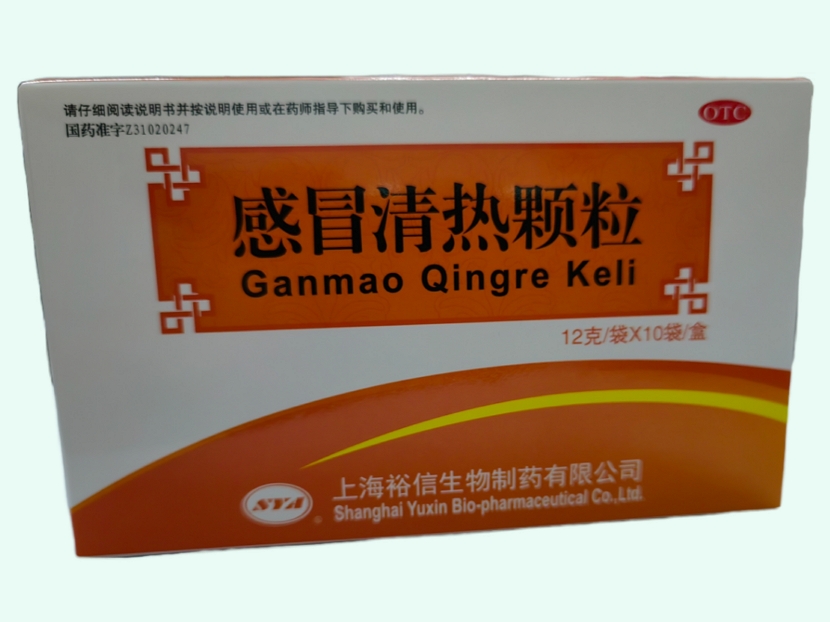 请仔细阅读说明书并按说明使用或在药师指导下购买和使用。
国药准字Z31020247
OTC
感冒清热颗粒
Ganmao Qingre Keli
12克/袋X10袋/盒
SYA
®
上海裕信生物制药有限公司
Shanghai Yuxin Bio-pharmaceutical Co.,Ltd.